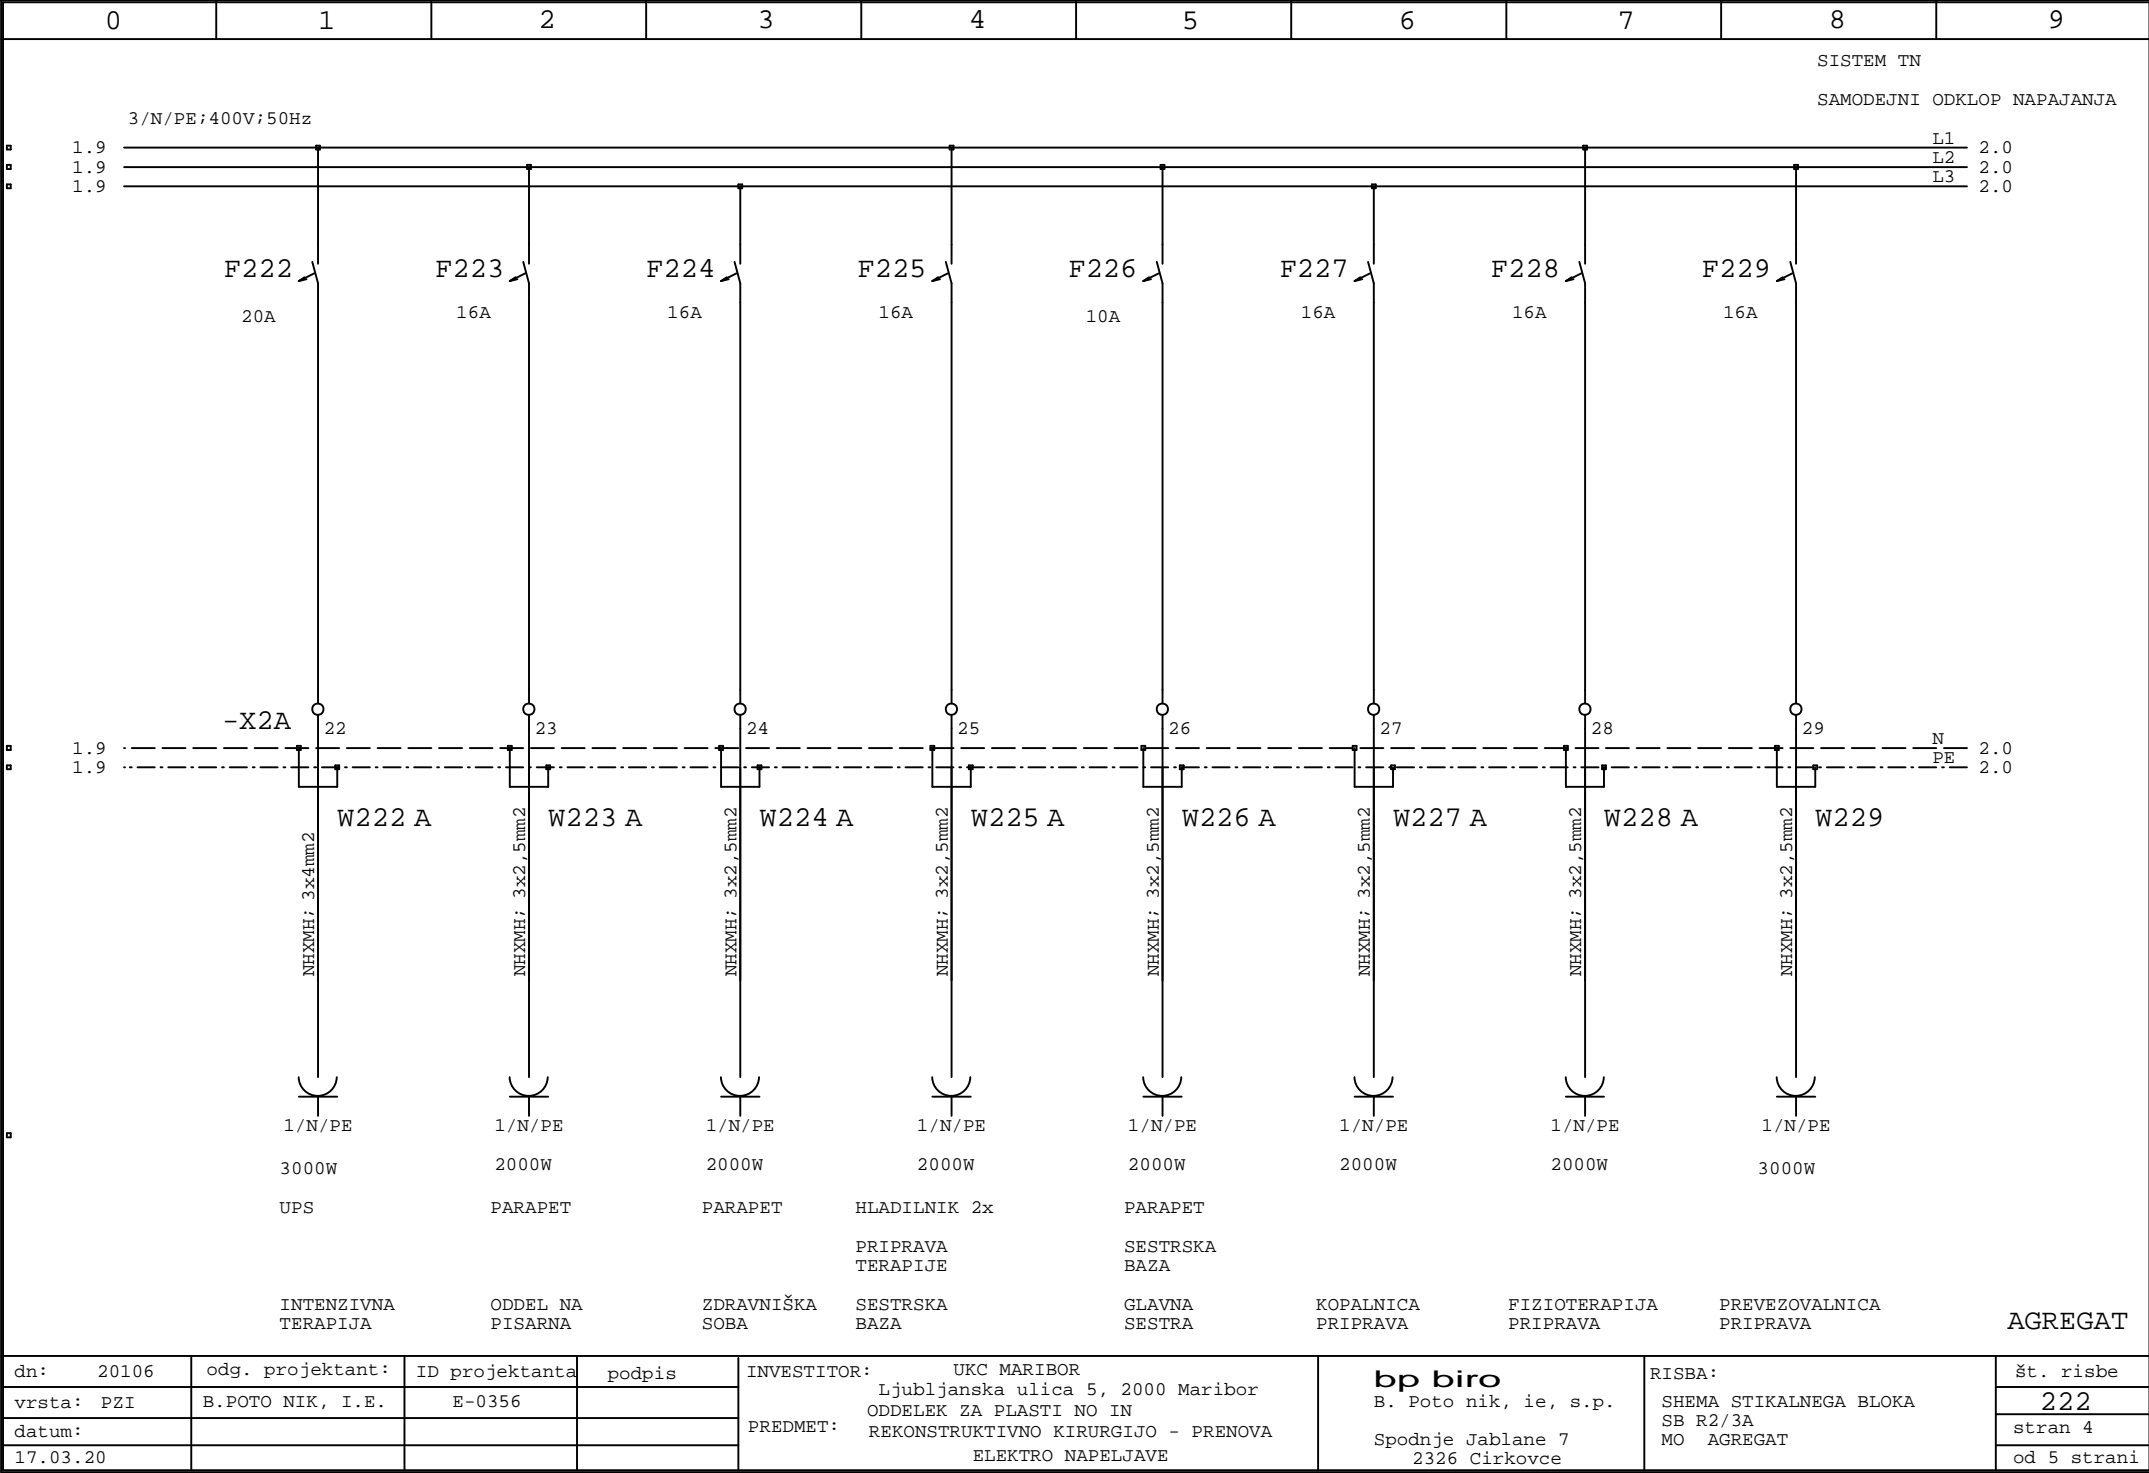 0 1 2 3 4 5 6 7 8 9
SISTEM TN
SAMODEJNI ODKLOP NAPAJANJA
3/N/PE;400V;50Hz
1.9 L1 2.0
1.9 L2 2.0
1.9 L3 2.0
F222 F223 F224 F225 F226 F227 F228 F229
20A 16A 16A 16A 10A 16A 16A 16A
-X2A 22 23 24 25 26 27 28 29
1.9 N 2.0
1.9 PE 2.0
W222 A W223 A W224 A W225 A W226 A W227 A W228 A W229
NHXMH; 3x4mm2 NHXMH; 3x2,5mm2 NHXMH; 3x2,5mm2 NHXMH; 3x2,5mm2 NHXMH; 3x2,5mm2 NHXMH; 3x2,5mm2 NHXMH; 3x2,5mm2 NHXMH; 3x2,5mm2
1/N/PE 1/N/PE 1/N/PE 1/N/PE 1/N/PE 1/N/PE 1/N/PE 1/N/PE
3000W 2000W 2000W 2000W 2000W 2000W 2000W 3000W
UPS PARAPET PARAPET HLADILNIK 2x PARAPET
PRIPRAVA SESTRSKA
TERAPIJE BAZA
INTENZIVNA ODDEL NA ZDRAVNIŠKA SESTRSKA GLAVNA KOPALNICA FIZIOTERAPIJA PREVEZOVALNICA
TERAPIJA PISARNA SOBA BAZA SESTRA PRIPRAVA PRIPRAVA PRIPRAVA AGREGAT
dn: 20106
vrsta: PZI
datum:
17.03.20
odg. projektant:
B.POTO NIK, I.E.
ID projektanta
E-0356
podpis
INVESTITOR: UKC MARIBOR
Ljubljanska ulica 5, 2000 Maribor
ODDELEK ZA PLASTI NO IN
PREDMET: REKONSTRUKTIVNO KIRURGIJO - PRENOVA
ELEKTRO NAPELJAVE
bp biro
B. Poto nik, ie, s.p.
Spodnje Jablane 7
2326 Cirkovce
RISBA:
SHEMA STIKALNEGA BLOKA
SB R2/3A
MO AGREGAT
št. risbe
222
stran 4
od 5 strani